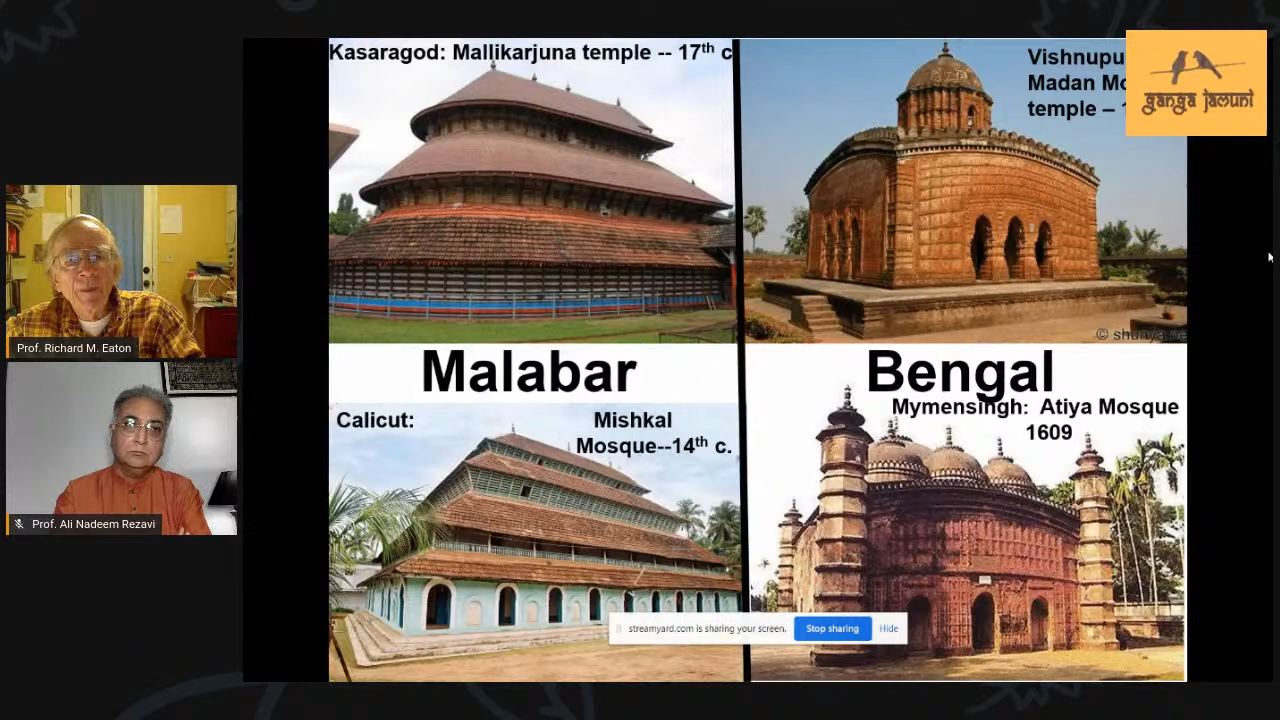 Kasaragod: Mallikarjuna temple -- 17th c
Vishnupu
Madan Mo
temple –
ganga jamuni
© shunya.ne
Malabar
Bengal
Calicut: Mishkal
Mosque--14th c.
Mymensingh: Atiya Mosque
1609
Prof. Richard M. Eaton
Prof. Ali Nadeem Rezavi
streamyard.com is sharing your screen.
Stop sharing
Hide